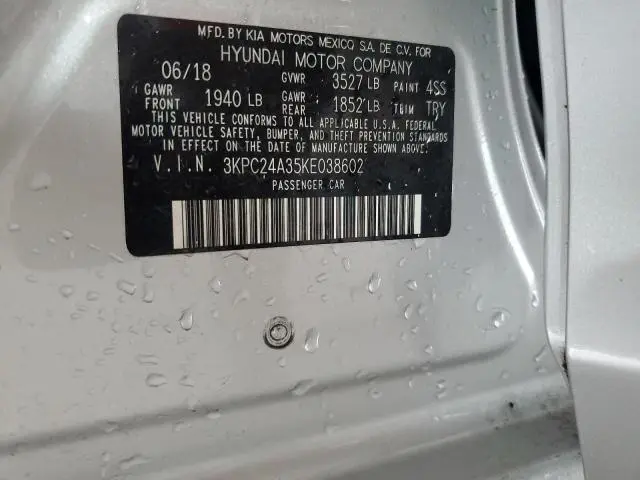 MFD. BY KIA MOTORS MEXICO S.A. DE C.V. FOR
HYUNDAI MOTOR COMPANY
06/18 GVWR 3527 LB PAINT 4SS
GAWR FRONT 1940 LB GAWR REAR 1852 LB TRIM TRY
THIS VEHICLE CONFORMS TO ALL APPLICABLE U.S.A. FEDERAL
MOTOR VEHICLE SAFETY, BUMPER, AND THEFT PREVENTION STANDARDS
IN EFFECT ON THE DATE OF MANUFACTURE SHOWN ABOVE.
V.I.N. 3KPC24A35KE038602
PASSENGER CAR